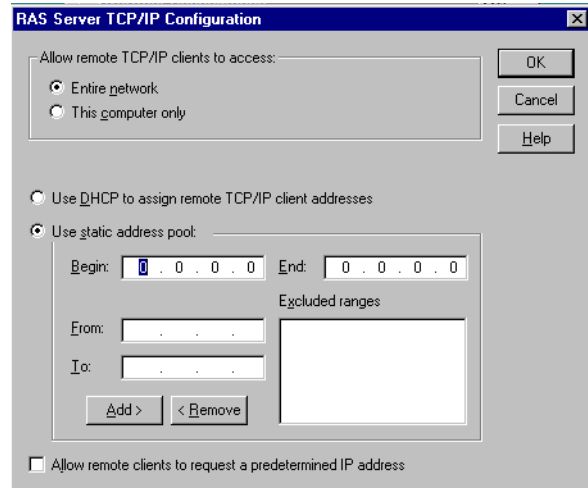 RAS Server TCP/IP Configuration
Allow remote TCP/IP clients to access:
Entire network
This computer only
OK
Cancel
Help
Use DHCP to assign remote TCP/IP client addresses
Use static address pool:
Begin: 0 . 0 . 0 . 0 End: 0 . 0 . 0 . 0
Excluded ranges
From: . . .
To: . . .
Add > < Remove
Allow remote clients to request a predetermined IP address